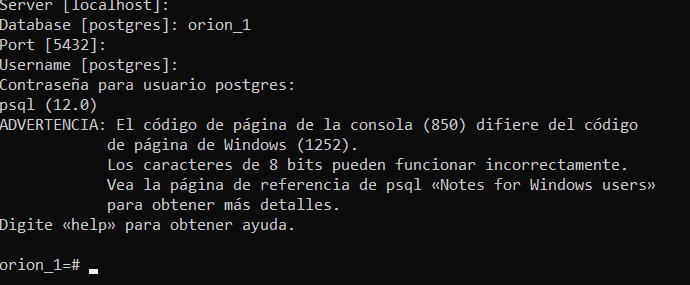 Server [localhost]:
Database [postgres]: orion_1
Port [5432]:
Username [postgres]:
Contraseña para usuario postgres:
psql (12.0)
ADVERTENCIA: El código de página de la consola (850) difiere del código
de página de Windows (1252).
Los caracteres de 8 bits pueden funcionar incorrectamente.
Vea la página de referencia de psql «Notes for Windows users»
para obtener más detalles.
Digite «help» para obtener ayuda.
orion_1=#